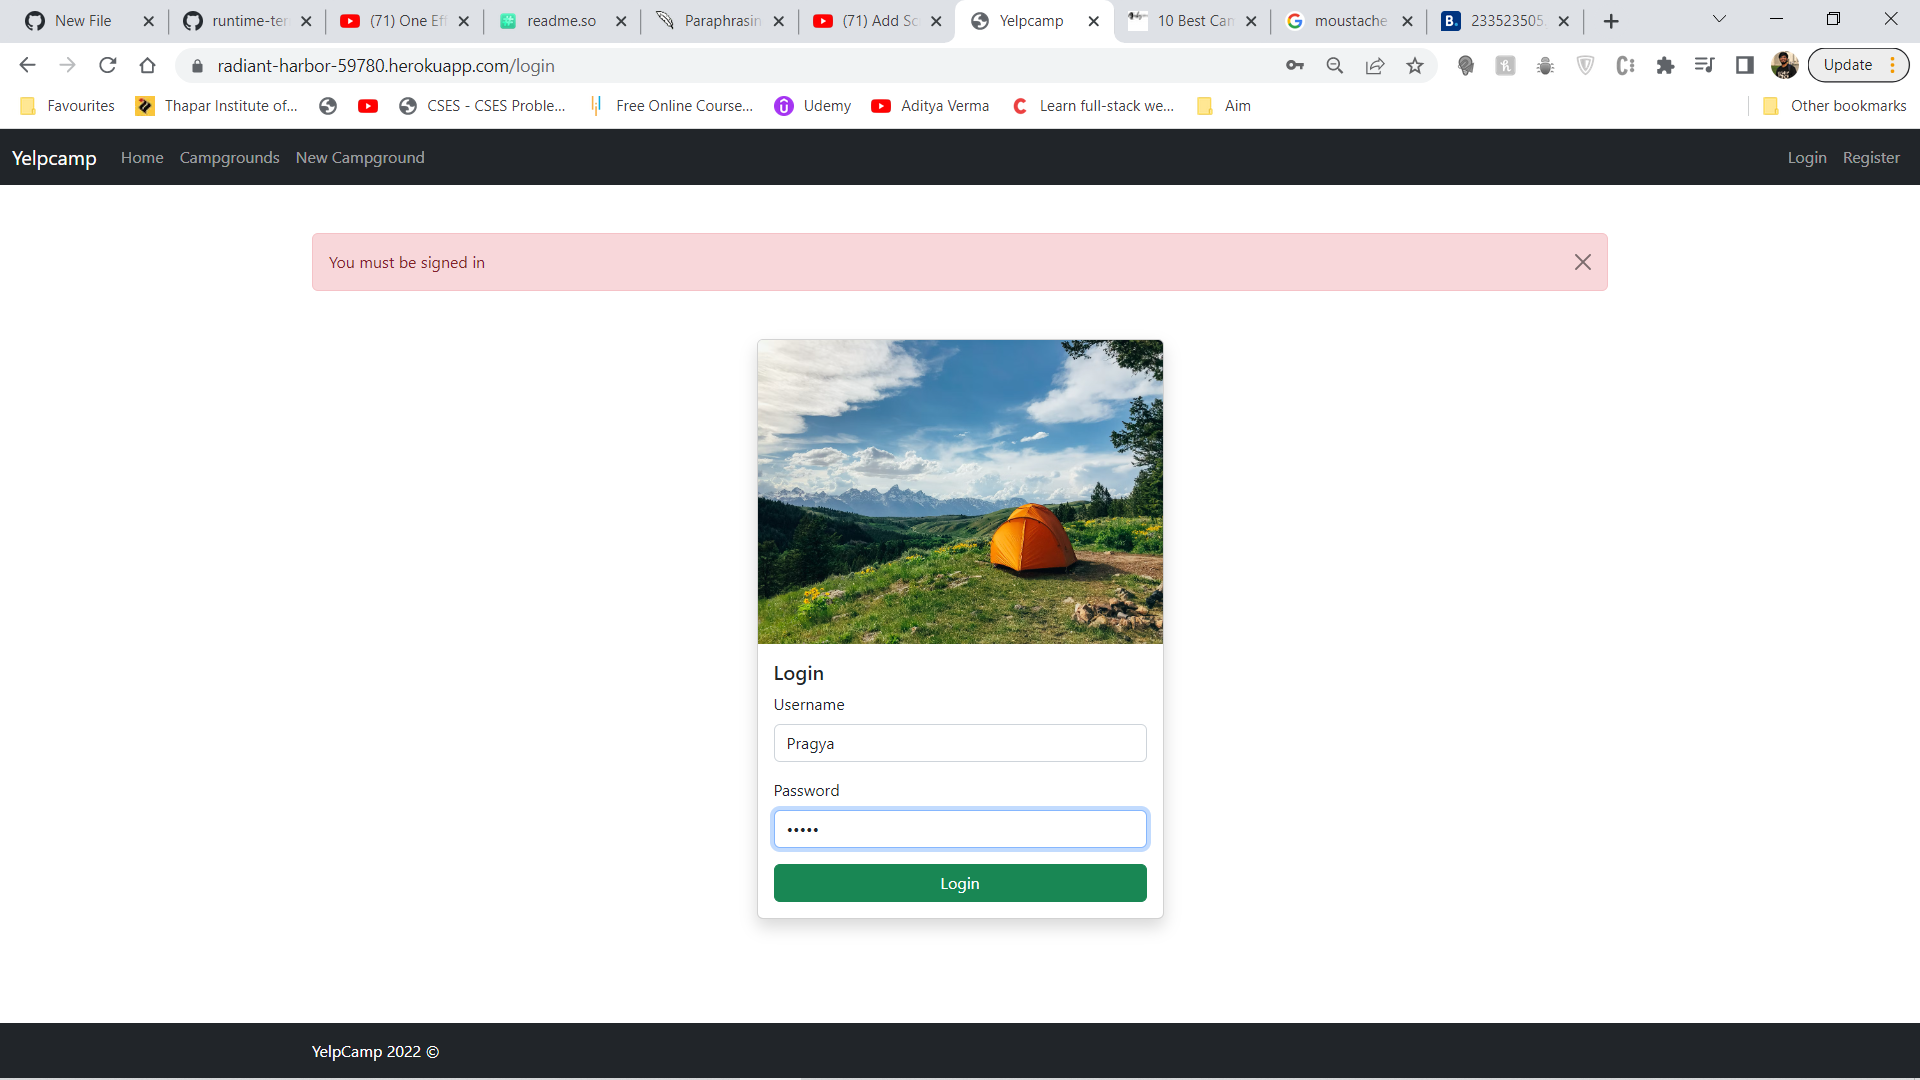 New File
runtime-ter
(71) One Eff
readme.so
Paraphrasin
(71) Add Sc
Yelpcamp
10 Best Cam
moustache
B. 233523505
radiant-harbor-59780.herokuapp.com/login
Update
Favourites
Thapar Institute of...
CSES - CSES Proble...
Free Online Course...
Udemy
Aditya Verma
Learn full-stack we...
Aim
Other bookmarks
Yelpcamp Home Campgrounds New Campground Login Register
You must be signed in
Login
Username
Pragya
Password
•••••
Login
YelpCamp 2022 ©